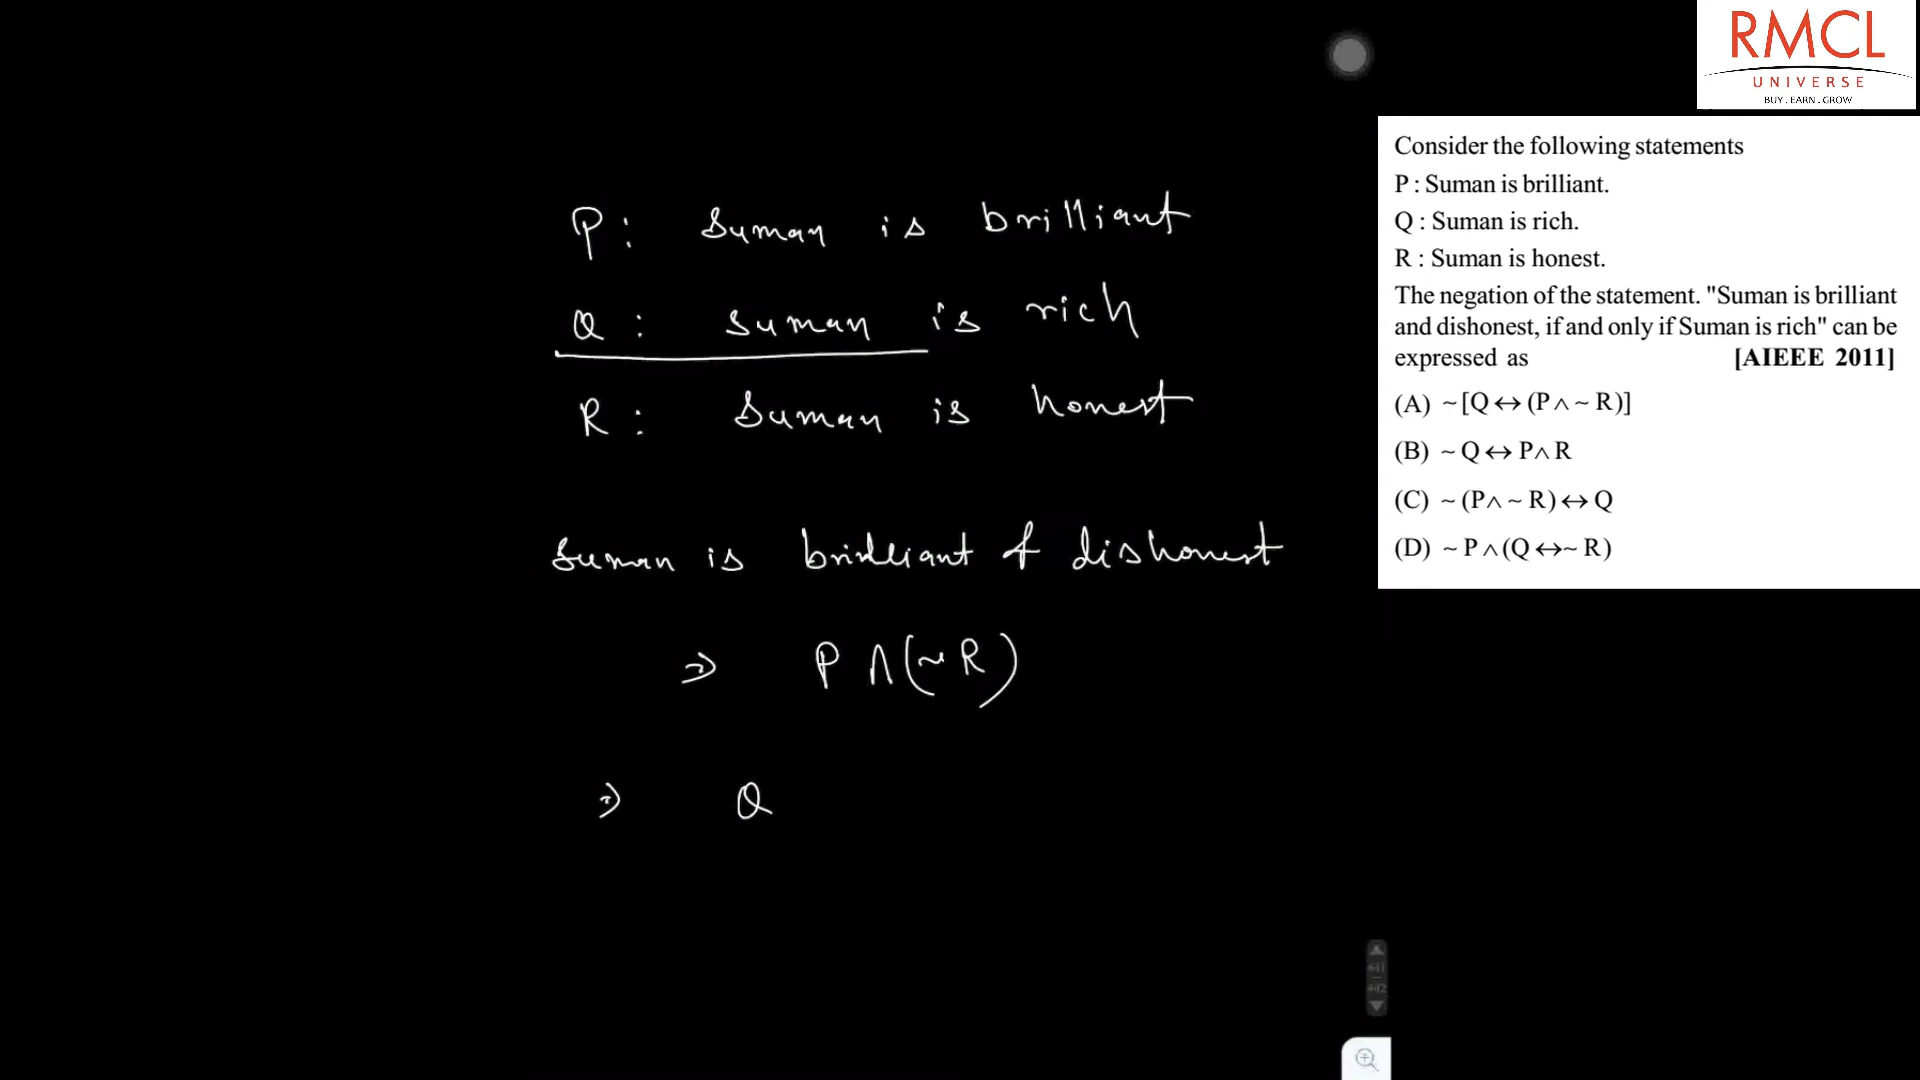 RMCL
UNIVERSE
BUY . EARN . GROW
Consider the following statements
P : Suman is brilliant.
Q : Suman is rich.
R : Suman is honest.
The negation of the statement. "Suman is brilliant
and dishonest, if and only if Suman is rich" can be
expressed as [AIEEE 2011]
(A) ~ [Q ↔ (P ∧ ~ R)]
(B) ~ Q ↔ P ∧ R
(C) ~ (P ∧ ~ R) ↔ Q
(D) ~ P ∧ (Q ↔ ~ R)
P : Suman is brilliant
Q : Suman is rich
R : Suman is honest
Suman is brilliant & dishonest
⇒ P ∧ (~ R)
⇒ Q
441
442